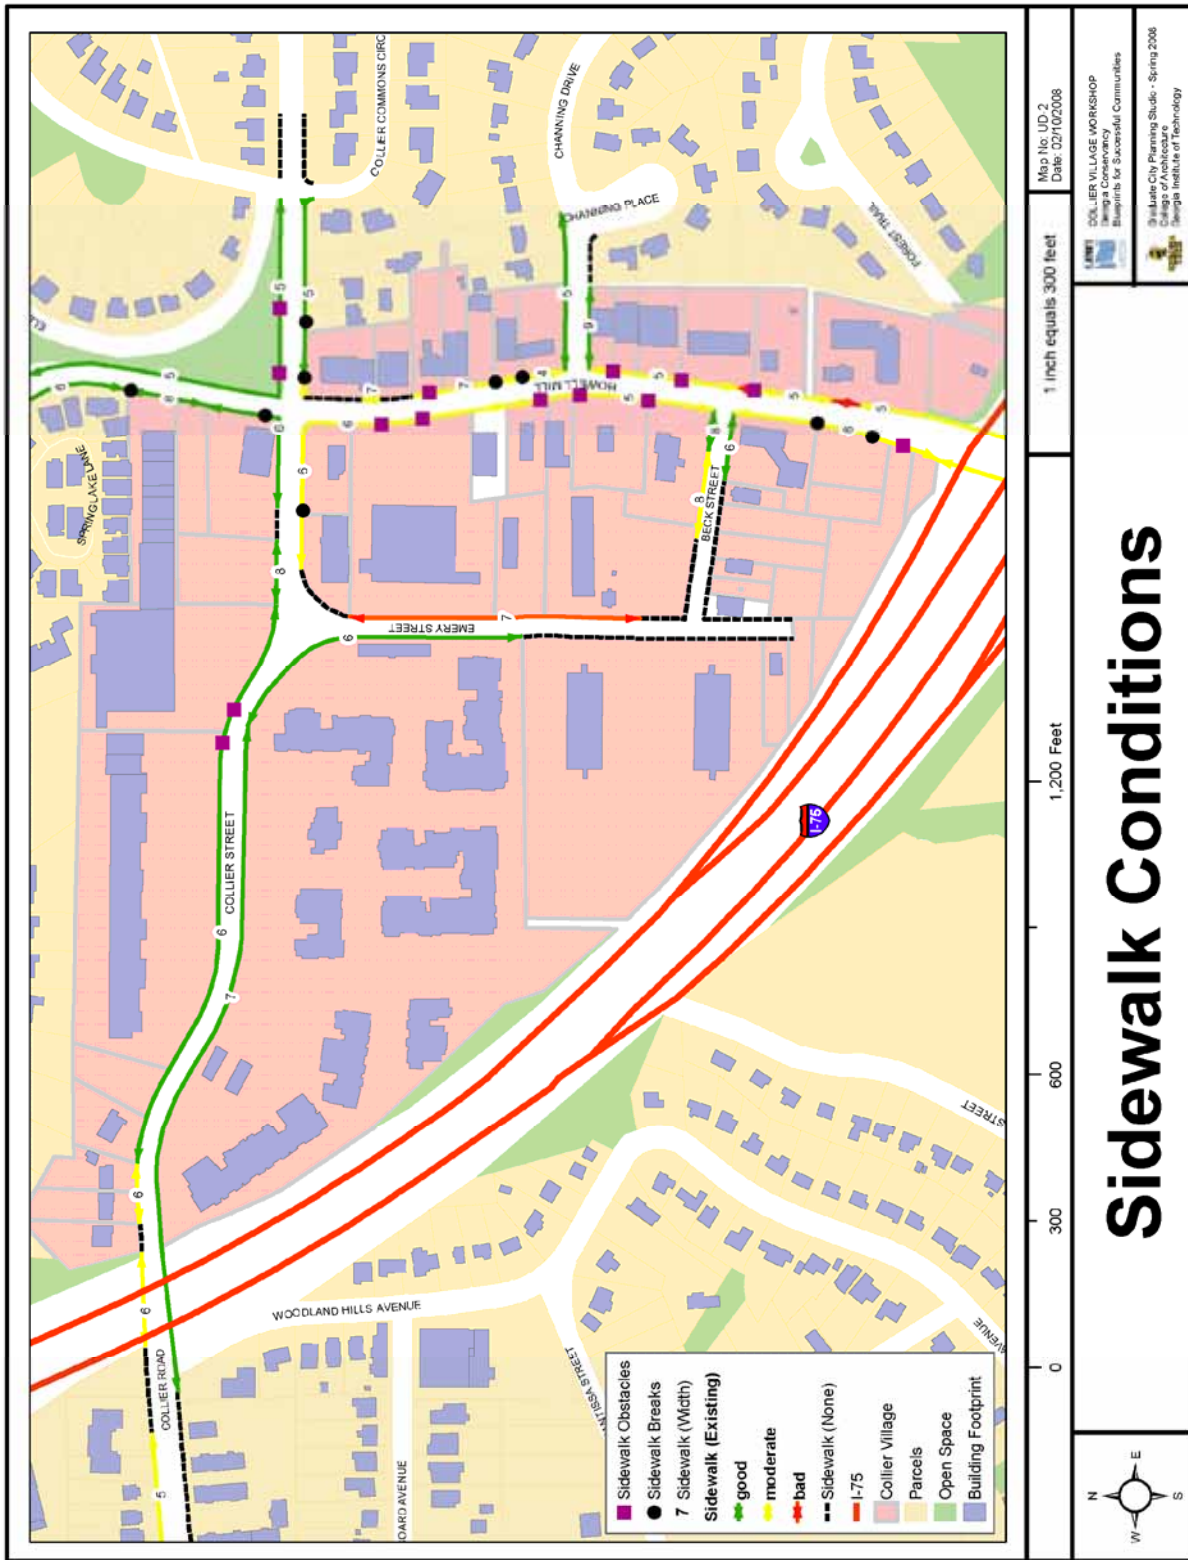 SPRINGLAKE LANE
COLLIER COMMONS CIRC
CHANNING DRIVE
CHANNING PLACE
FOREST TRAIL
HOWELL MILL
BECK STREET
EMERY STREET
COLLIER STREET
COLLIER ROAD
I-75
WOODLAND HILLS AVENUE
STREET
AVENUE
NTISSA STREET
OARD AVENUE
Sidewalk Obstacles
Sidewalk Breaks
7 Sidewalk (Width)
Sidewalk (Existing)
good
moderate
bad
Sidewalk (None)
I-75
Collier Village
Parcels
Open Space
Building Footprint
0 300 600 1,200 Feet
1 inch equals 300 feet
Map No: UD-2
Date: 02/10/2008
N
W E
S
Sidewalk Conditions
COLLIER VILLAGE WORKSHOP
Georgia Conservancy
Blueprints for Successful Communities
Graduate City Planning Studio - Spring 2008
College of Architecture
Georgia Institute of Technology